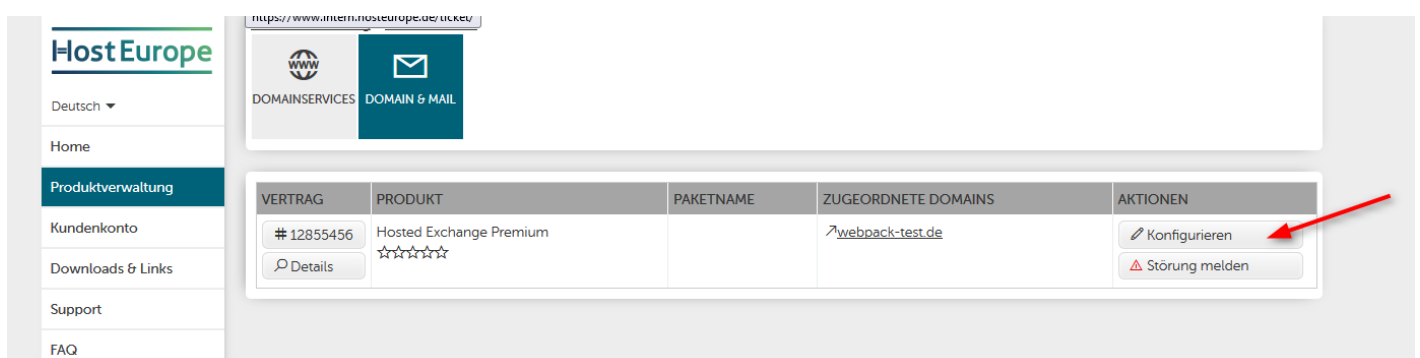 https://www.intern.hosteurope.de/ticket/
HostEurope
Deutsch
Home
Produktverwaltung
Kundenkonto
Downloads & Links
Support
FAQ
WWW
DOMAINSERVICES
DOMAIN & MAIL
VERTRAG PRODUKT PAKETNAME ZUGEORDNETE DOMAINS AKTIONEN
#12855456 Hosted Exchange Premium webpack-test.de Konfigurieren
Details Störung melden